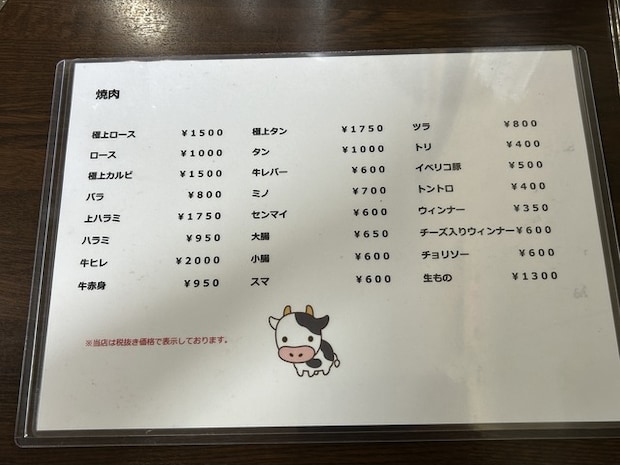 焼肉
極上ロース ￥1500 極上タン ￥1750 ツラ ￥800
ロース ￥1000 タン ￥1000 トリ ￥400
極上カルビ ￥1500 牛レバー ￥600 イベリコ豚 ￥500
バラ ￥800 ミノ ￥700 トントロ ￥400
上ハラミ ￥1750 センマイ ￥600 ウィンナー ￥350
ハラミ ￥950 大腸 ￥650 チーズ入りウィンナー ￥600
牛ヒレ ￥2000 小腸 ￥600 チョリソー ￥600
牛赤身 ￥950 スマ ￥600 生もの ￥1300
※当店は税抜き価格で表示しております。